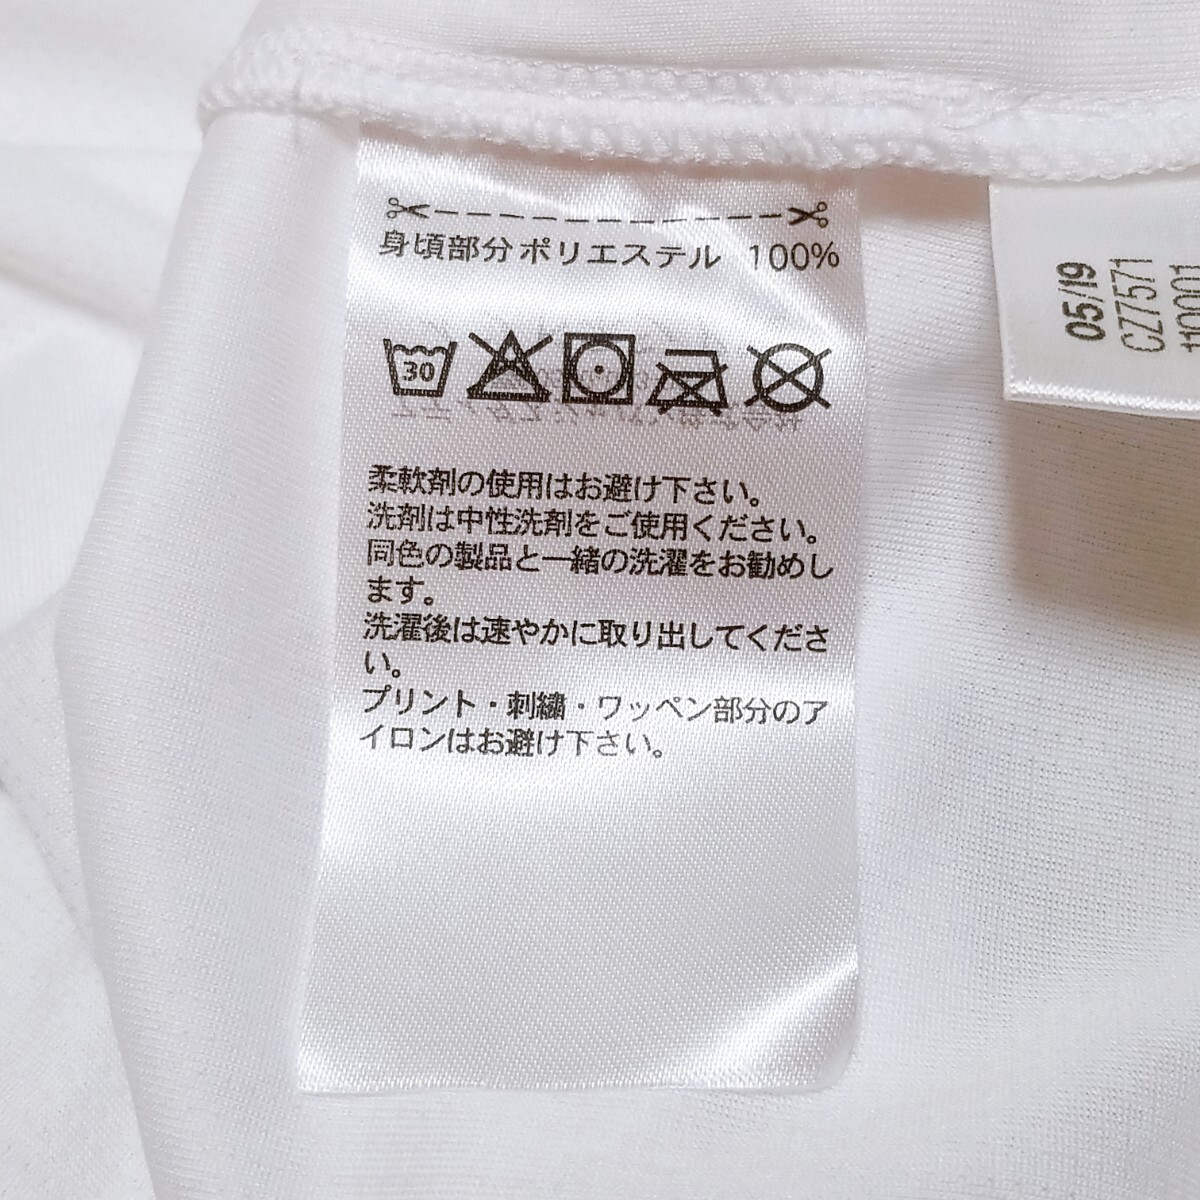 身頃部分ポリエステル 100%
30
柔軟剤の使用はお避け下さい。
洗剤は中性洗剤をご使用ください。
同色の製品と一緒の洗濯をお勧めし
ます。
洗濯後は速やかに取り出してくださ
い。
プリント・刺繍・ワッペン部分のア
イロンはお避け下さい。
05/19
CZ7571